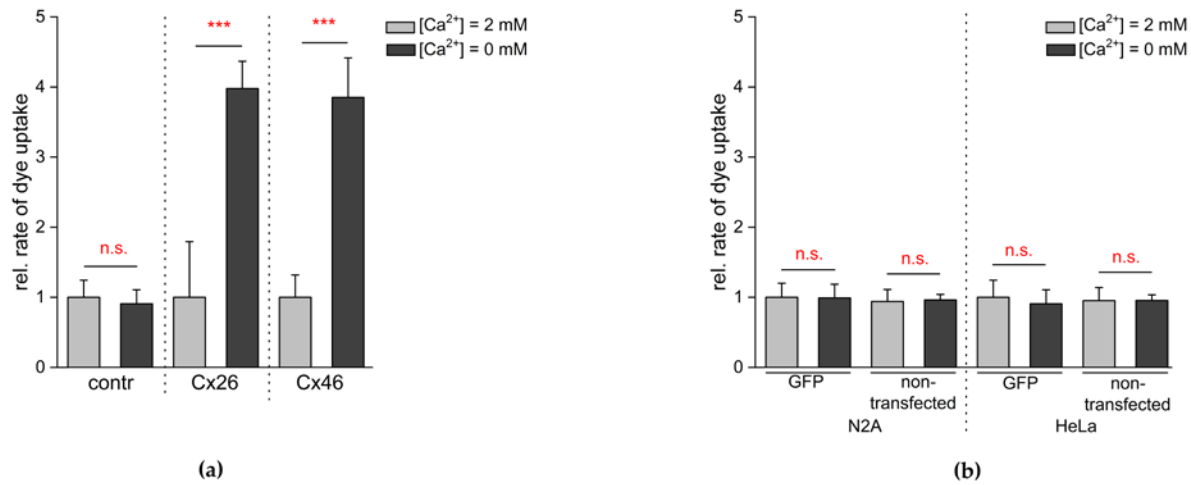 rel. rate of dye uptake
5
4
3
2
1
0
n.s.
***
***
[Ca²⁺] = 2 mM
[Ca²⁺] = 0 mM
contr
Cx26
Cx46
(a)
rel. rate of dye uptake
5
4
3
2
1
0
[Ca²⁺] = 2 mM
[Ca²⁺] = 0 mM
n.s.
n.s.
n.s.
n.s.
GFP
non-
transfected
GFP
non-
transfected
N2A
HeLa
(b)